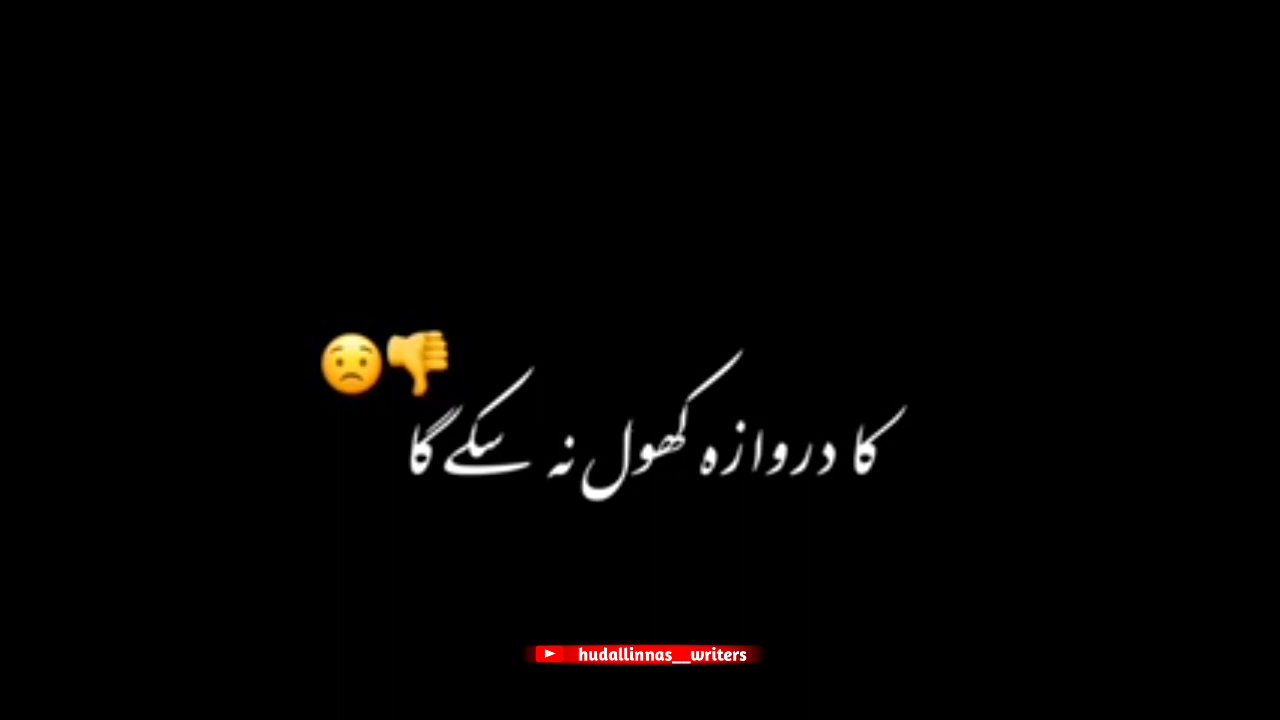 😟👎
کا دروازہ کھول نہ سکے گا
hudallinnas__writers